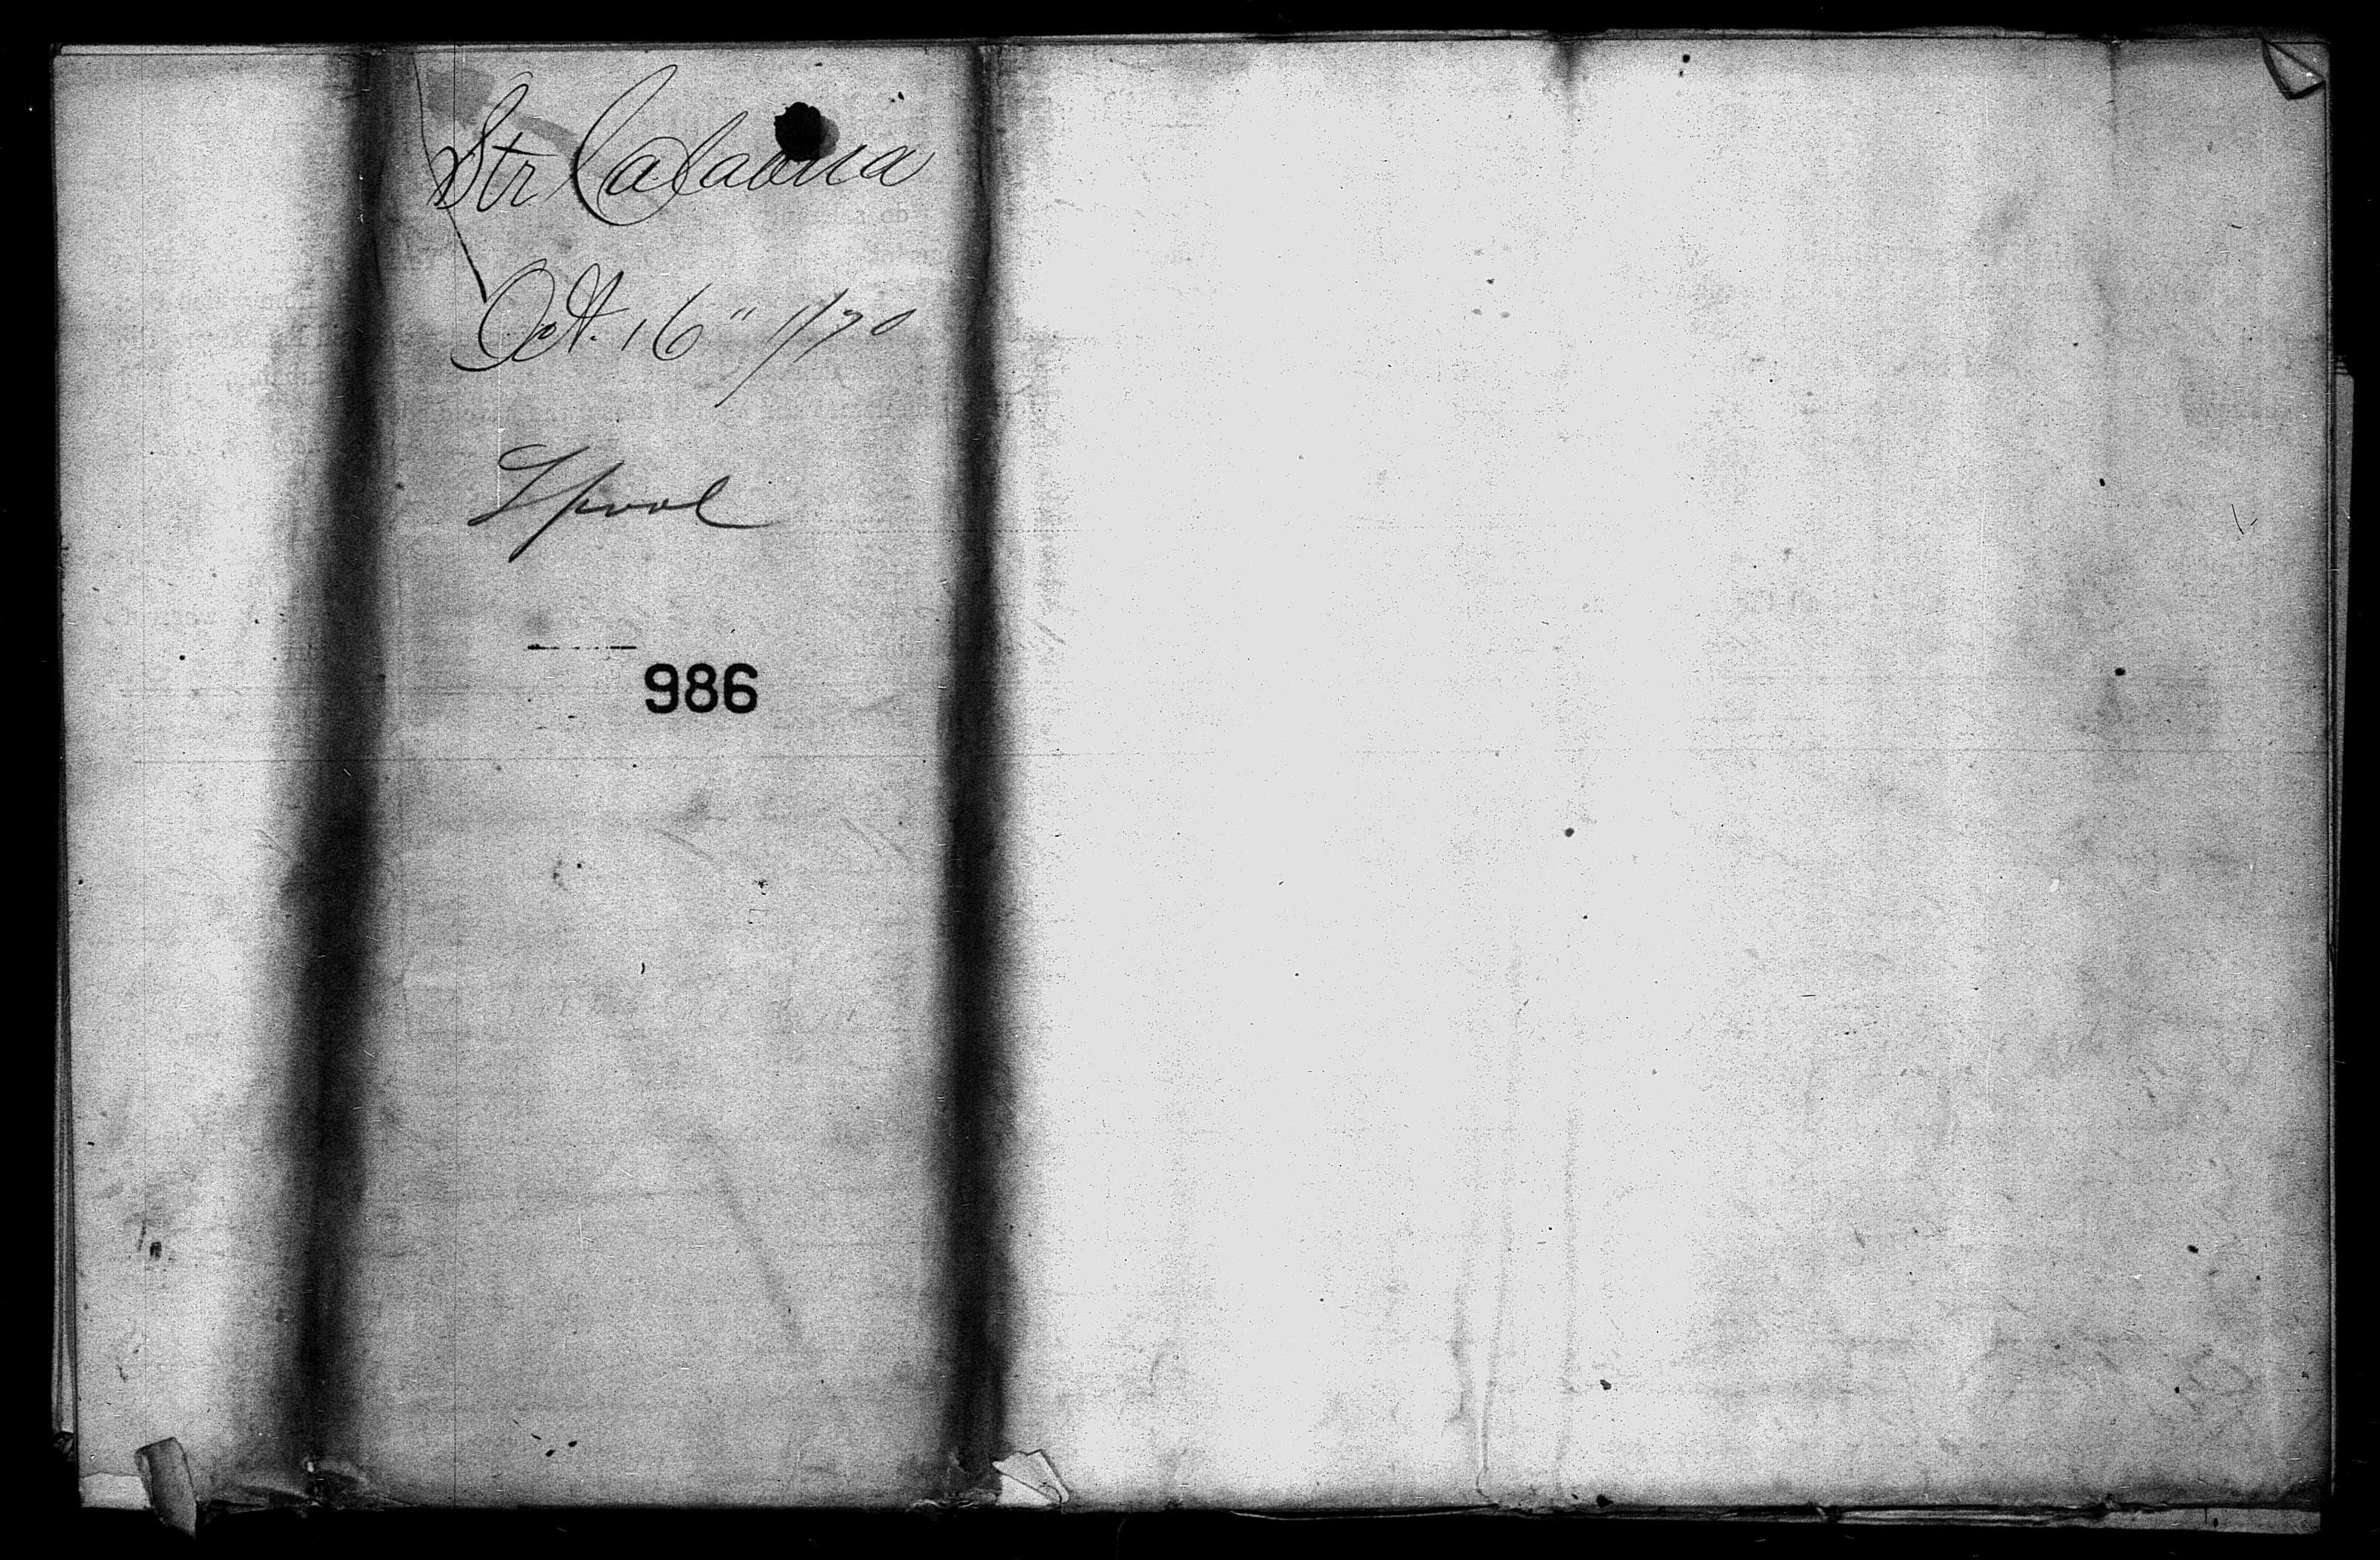 Str Calabria
Oct. 16" 1870
Lpool
986